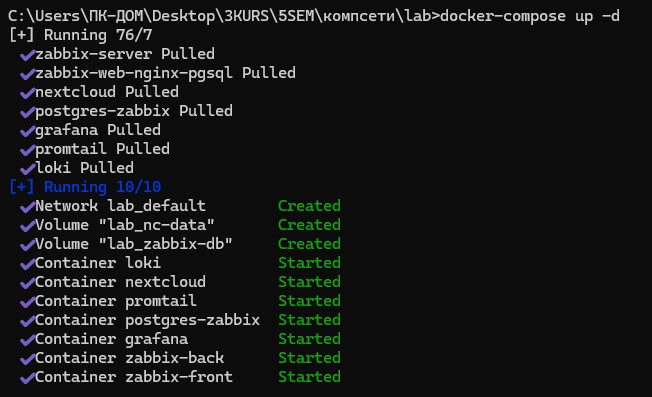 C:\Users\ПК-ДОМ\Desktop\3KURS\5SEM\компсети\lab>docker-compose up -d
[+] Running 76/7
✔zabbix-server Pulled
✔zabbix-web-nginx-pgsql Pulled
✔nextcloud Pulled
✔postgres-zabbix Pulled
✔grafana Pulled
✔promtail Pulled
✔loki Pulled
[+] Running 10/10
✔Network lab_default Created
✔Volume "lab_nc-data" Created
✔Volume "lab_zabbix-db" Created
✔Container loki Started
✔Container nextcloud Started
✔Container promtail Started
✔Container postgres-zabbix Started
✔Container grafana Started
✔Container zabbix-back Started
✔Container zabbix-front Started